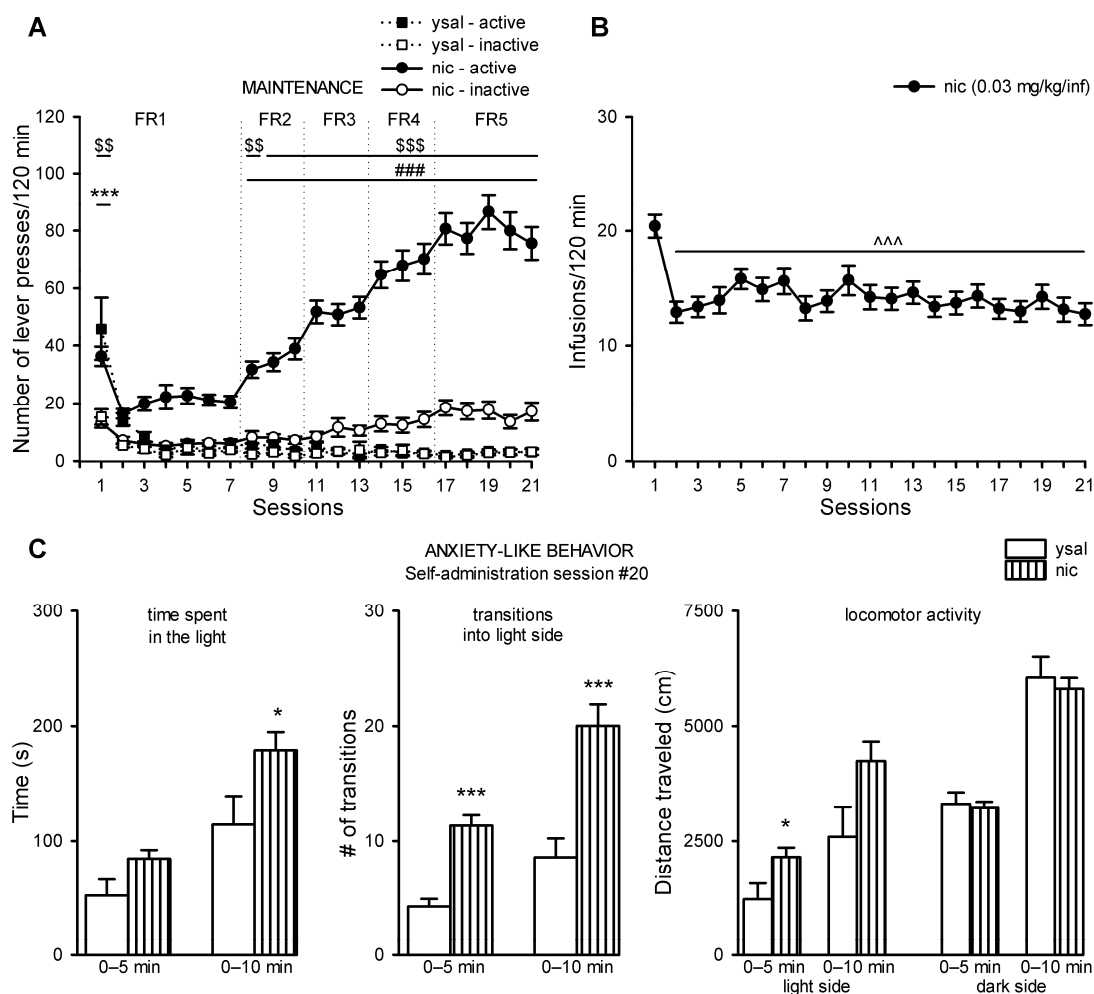 A
ysal - active
ysal - inactive
nic - active
nic - inactive
MAINTENANCE
FR1 FR2 FR3 FR4 FR5
$$ $$ $$$
###
***
Number of lever presses/120 min
120
100
80
60
40
20
0
1 3 5 7 9 11 13 15 17 19 21
Sessions
B
nic (0.03 mg/kg/inf)
^^^
Infusions/120 min
30
20
10
0
1 3 5 7 9 11 13 15 17 19 21
Sessions
C
ANXIETY-LIKE BEHAVIOR
Self-administration session #20
ysal
nic
time spent
in the light
Time (s)
300
200
100
0
*
0–5 min 0–10 min
transitions
into light side
# of transitions
30
20
10
0
***
***
0–5 min 0–10 min
locomotor activity
Distance traveled (cm)
7500
5000
2500
0
*
0–5 min 0–10 min 0–5 min 0–10 min
light side dark side